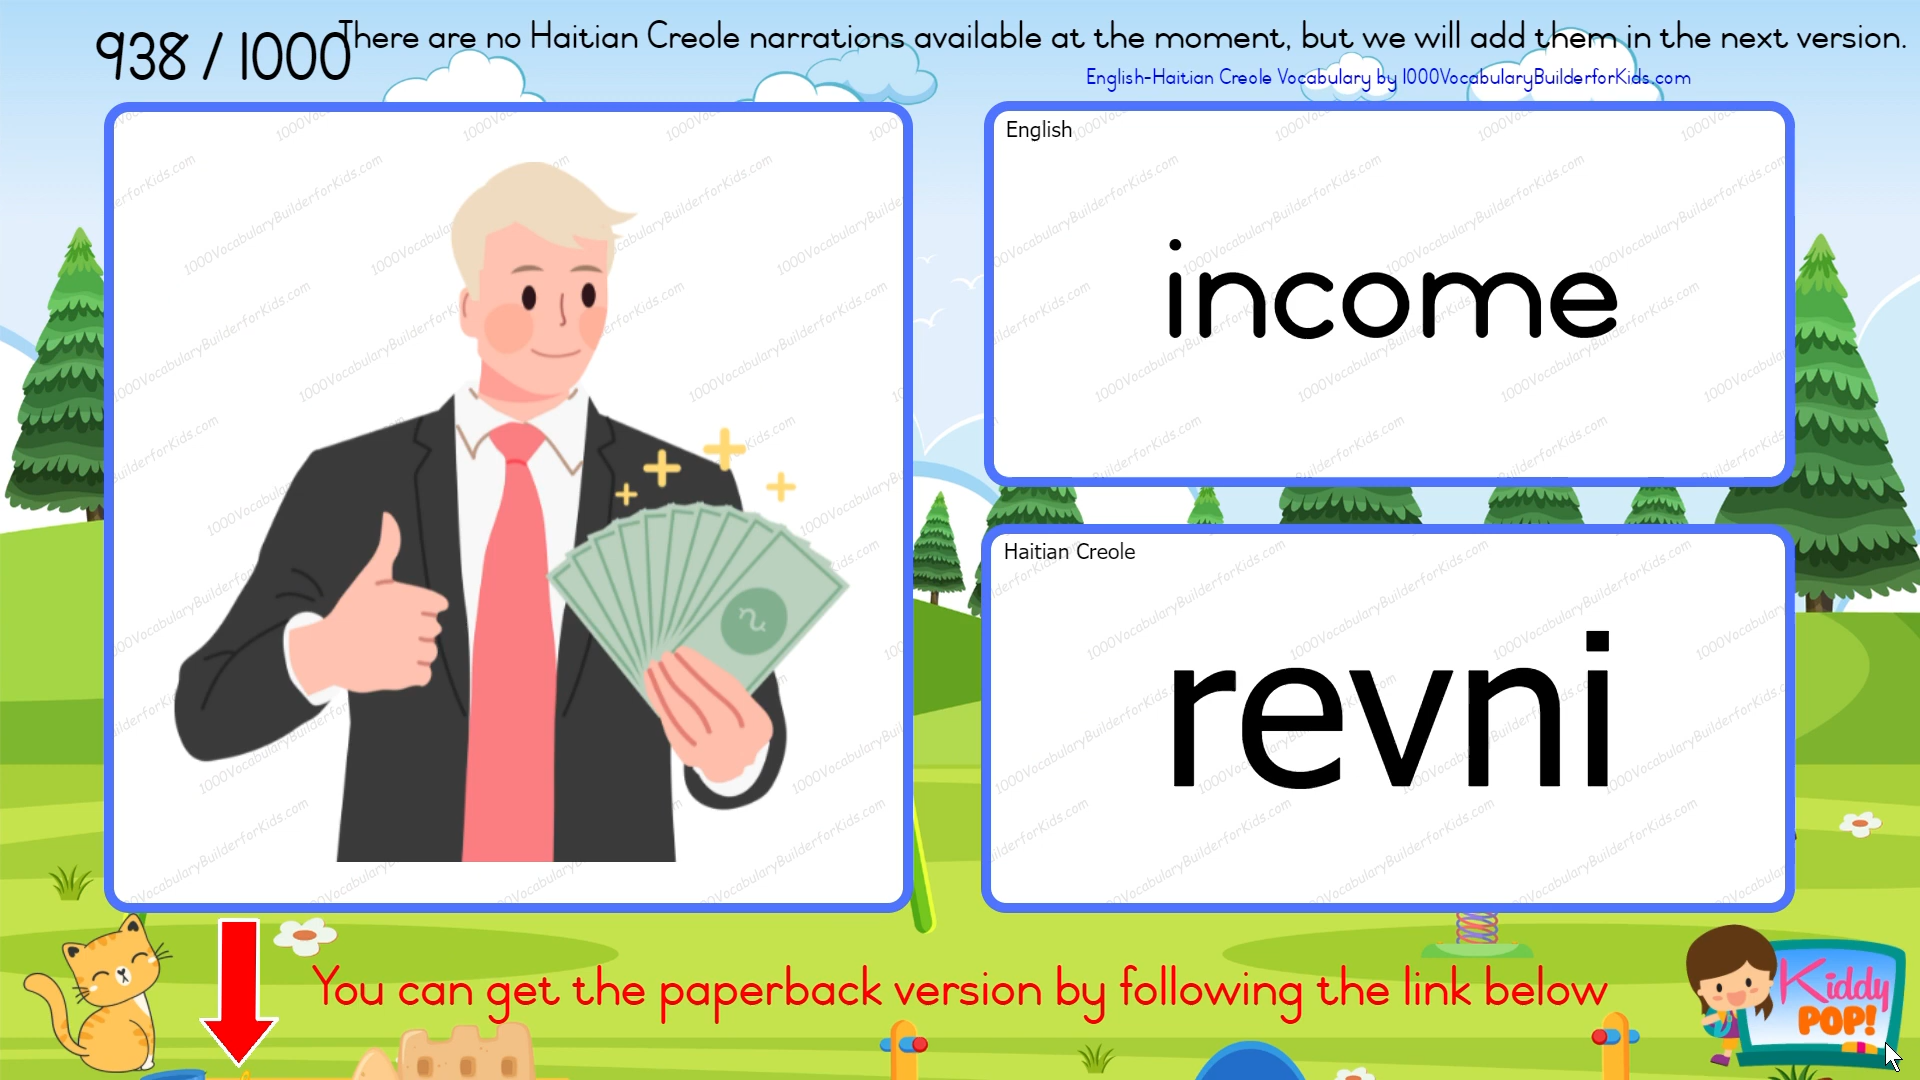 938 / 1000
There are no Haitian Creole narrations available at the moment, but we will add them in the next version.
English-Haitian Creole Vocabulary by 1000VocabularyBuilderforKids.com
English
income
Haitian Creole
revni
You can get the paperback version by following the link below
Kiddy
POP!
1000VocabularyBuilderforKids.com